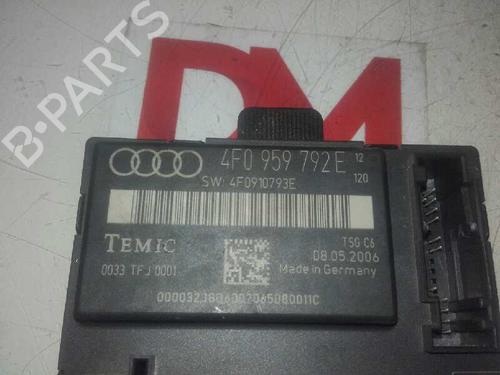 DM
B-PARTS
4F0 959 792E 12
120
SW: 4F0910793E
TEMIC
TSG C6
08.05.2006
0033 TFJ 0001
Made in Germany